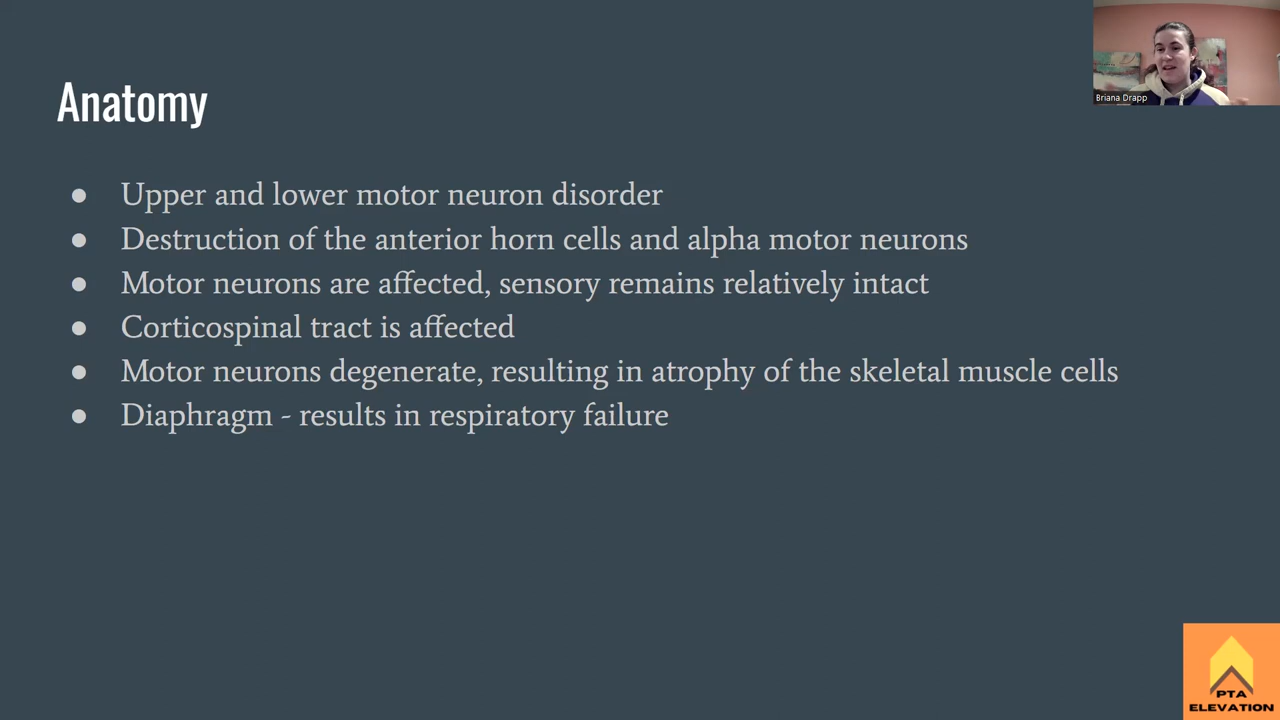 Anatomy
● Upper and lower motor neuron disorder
● Destruction of the anterior horn cells and alpha motor neurons
● Motor neurons are affected, sensory remains relatively intact
● Corticospinal tract is affected
● Motor neurons degenerate, resulting in atrophy of the skeletal muscle cells
● Diaphragm - results in respiratory failure
Briana Drapp
PTA
ELEVATION